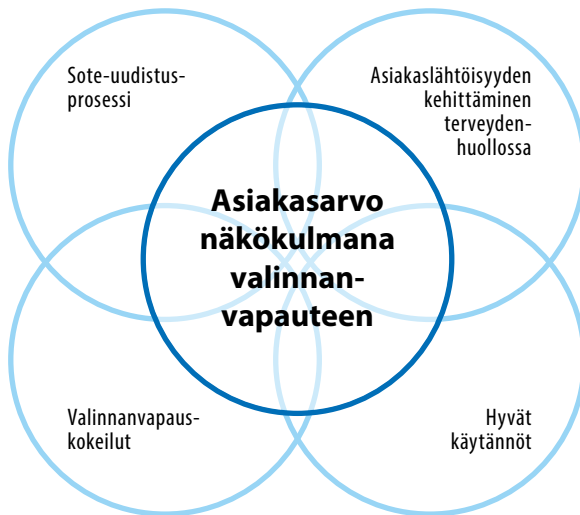 Sote-uudistus-
prosessi
Asiakaslähtöisyyden
kehittäminen
terveyden-
huollossa
Asiakasarvo
näkökulmana
valinnan-
vapauteen
Valinnanvapaus-
kokeilut
Hyvät
käytännöt